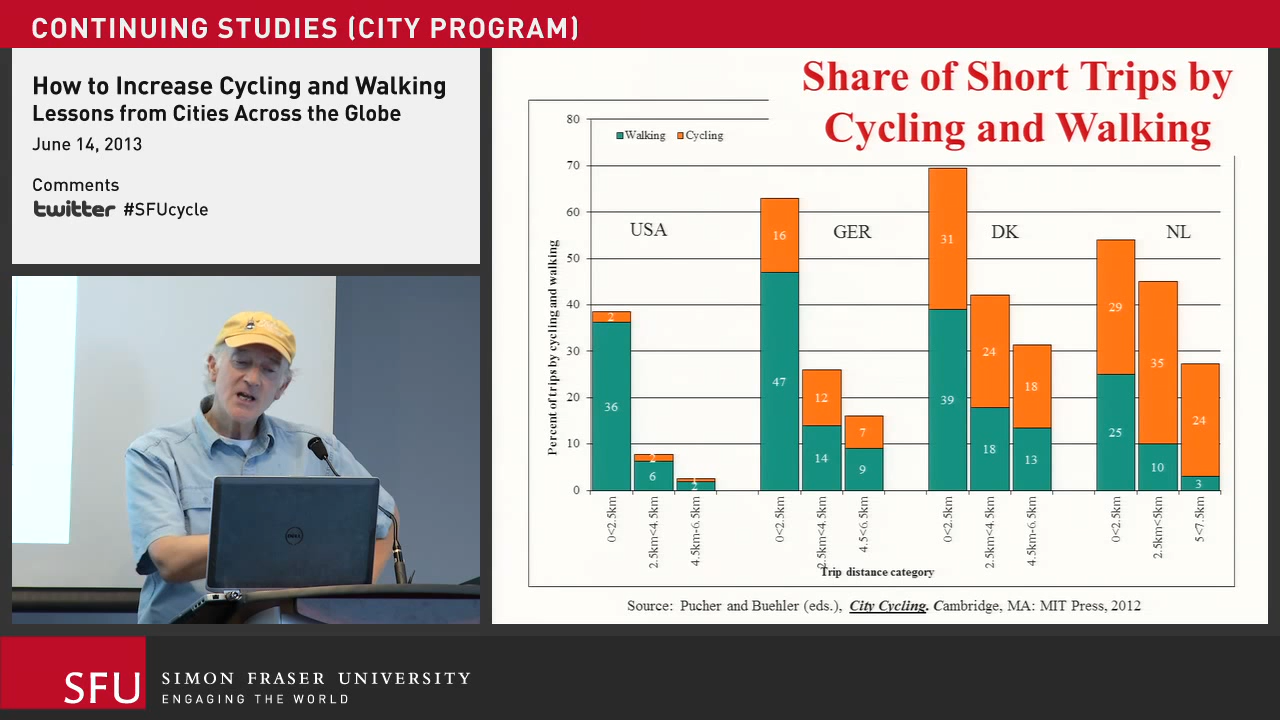 CONTINUING STUDIES (CITY PROGRAM)
How to Increase Cycling and Walking
Lessons from Cities Across the Globe
June 14, 2013
Comments
twitter #SFUcycle
Share of Short Trips by
Cycling and Walking
Walking Cycling
USA GER DK NL
Percent of trips by cycling and walking
80
70
60
50
40
30
20
10
0
2
36
2
6
1
2
16
47
12
14
7
9
31
39
24
18
18
13
29
25
35
10
24
3
0<2.5km
2.5km<4.5km
4.5km-6.5km
0<2.5km
2.5km<4.5km
4.5<6.5km
0<2.5km
2.5km<4.5km
4.5km-6.5km
0<2.5km
2.5km<5km
5<7.5km
Trip distance category
Source: Pucher and Buehler (eds.), City Cycling. Cambridge, MA: MIT Press, 2012
DELL
SFU SIMON FRASER UNIVERSITY
ENGAGING THE WORLD